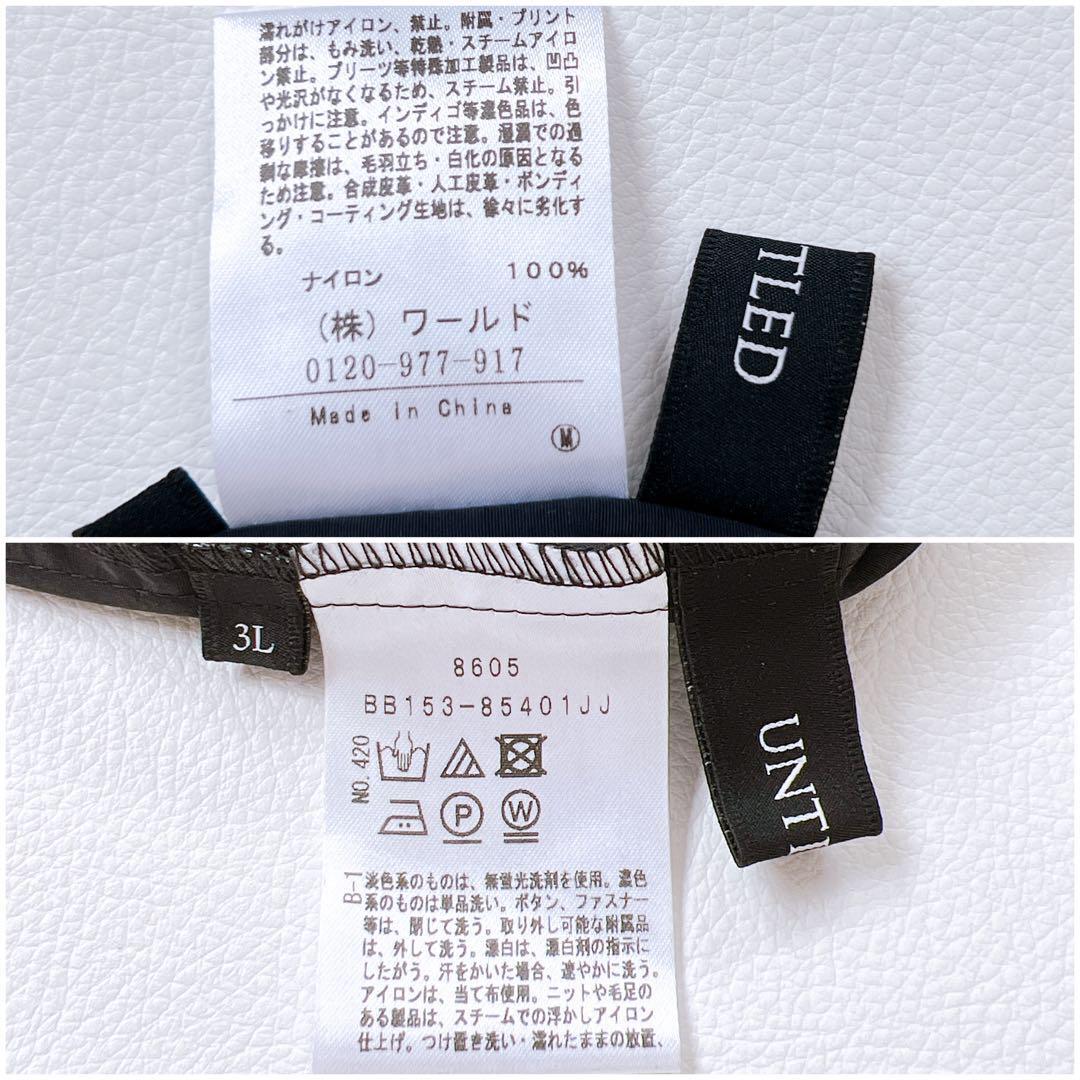 濡れがけアイロン、禁止。附属・プリント
部分は、もみ洗い、乾熱・スチームアイロ
ン禁止。プリーツ等特殊加工製品は、凹凸
や光沢がなくなるため、スチーム禁止。引
っかけに注意。インディゴ等濃色品は、色
移りすることがあるので注意。湿潤での過
剰な摩擦は、毛羽立ち・白化の原因となる
ため注意。合成皮革・人工皮革・ボンディ
ング・コーティング生地は、徐々に劣化す
る。
ナイロン 100%
(株) ワールド
0120-977-917
Made in China
M
TLED
3L
8605
BB153-85401JJ
NO.420
P
W
UNTI
B-1
淡色系のものは、無蛍光洗剤を使用。濃色
系のものは単品洗い。ボタン、ファスナー
等は、閉じて洗う。取り外し可能な附属品
は、外して洗う。漂白は、漂白剤の指示に
したがう。汗をかいた場合、速やかに洗う。
アイロンは、当て布使用。ニットや毛足の
ある製品は、スチームでの浮かしアイロン
仕上げ。つけ置き洗い・濡れたままの放置、